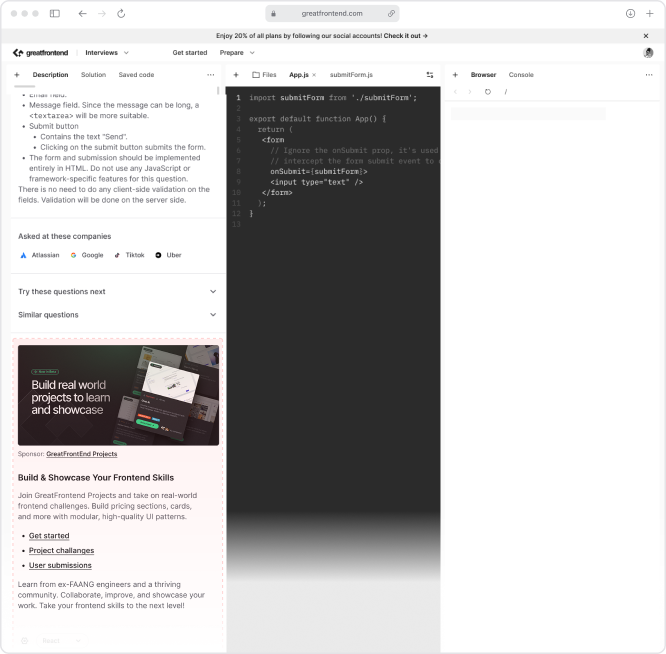 greatfrontend.com
Enjoy 20% of all plans by following our social accounts! Check it out →
greatfrontend
Interviews
Get started
Prepare
Description
Solution
Saved code
Email field.
Message field. Since the message can be long, a
<textarea> will be more suitable.
Submit button
Contains the text "Send".
Clicking on the submit button submits the form.
The form and submission should be implemented
entirely in HTML. Do not use any JavaScript or
framework-specific features for this question.
There is no need to do any client-side validation on the
fields. Validation will be done on the server side.
Asked at these companies
Atlassian
Google
Tiktok
Uber
Try these questions next
Similar questions
Build real world
projects to learn
and showcase
Sponsor: GreatFrontEnd Projects
Build & Showcase Your Frontend Skills
Join GreatFrontend Projects and take on real-world
frontend challenges. Build pricing sections, cards,
and more with modular, high-quality UI patterns.
Get started
Project challanges
User submissions
Learn from ex-FAANG engineers and a thriving
community. Collaborate, improve, and showcase your
work. Take your frontend skills to the next level!
Files
App.js
submitForm.js
1 import submitForm from './submitForm';
2
3 export default function App() {
4 return (
5 <form
6 // Ignore the onSubmit prop, it's used
7 // intercept the form submit event to
8 onSubmit={submitForm}>
9 <input type="text" />
10 </form>
11 );
12 }
13
Browser
Console
/